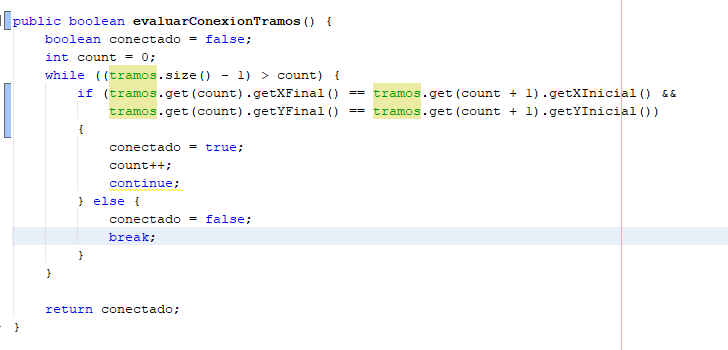 public boolean evaluarConexionTramos() {
boolean conectado = false;
int count = 0;
while ((tramos.size() - 1) > count) {
if (tramos.get(count).getXFinal() == tramos.get(count + 1).getXInicial() &&
tramos.get(count).getYFinal() == tramos.get(count + 1).getYInicial())
{
conectado = true;
count++;
continue;
} else {
conectado = false;
break;
}
}
return conectado;
}